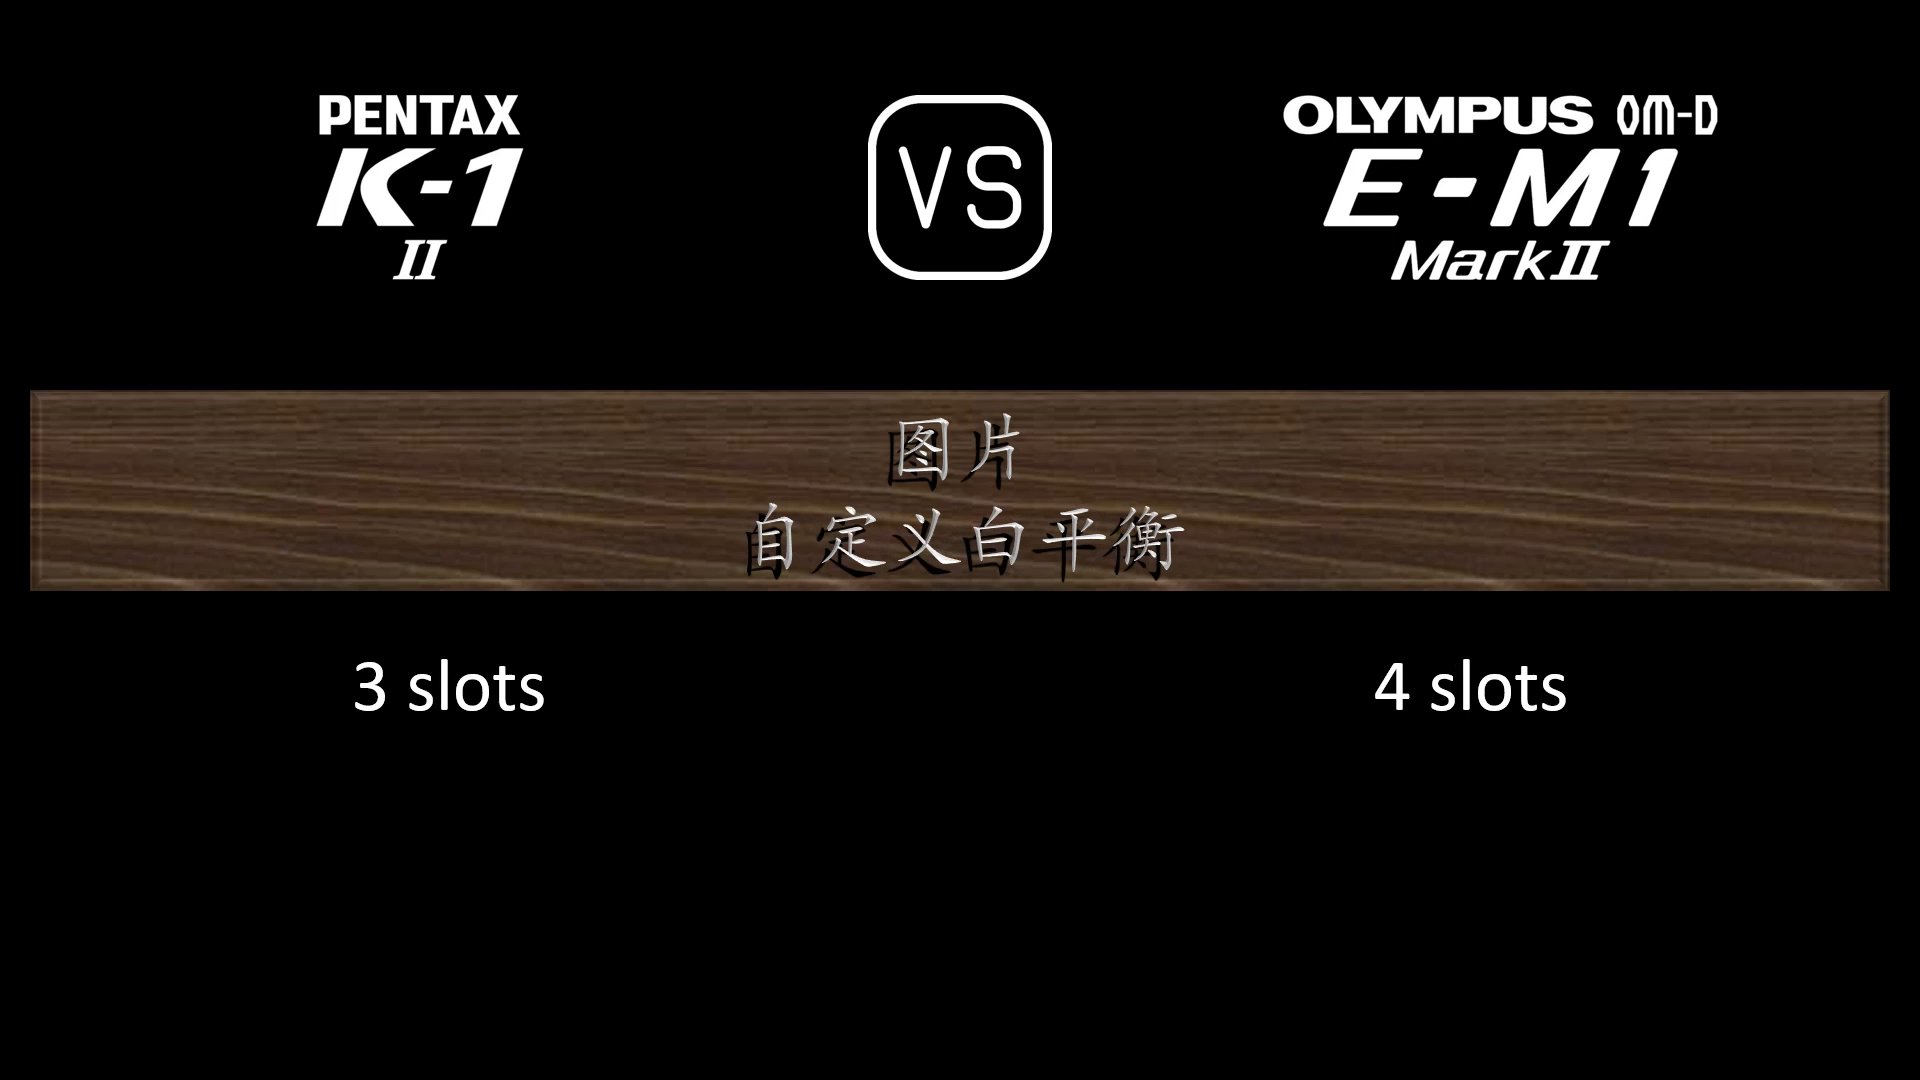 PENTAX
K-1
II
VS
OLYMPUS OM-D
E-M1
Mark II
图片
自定义白平衡
3 slots
4 slots